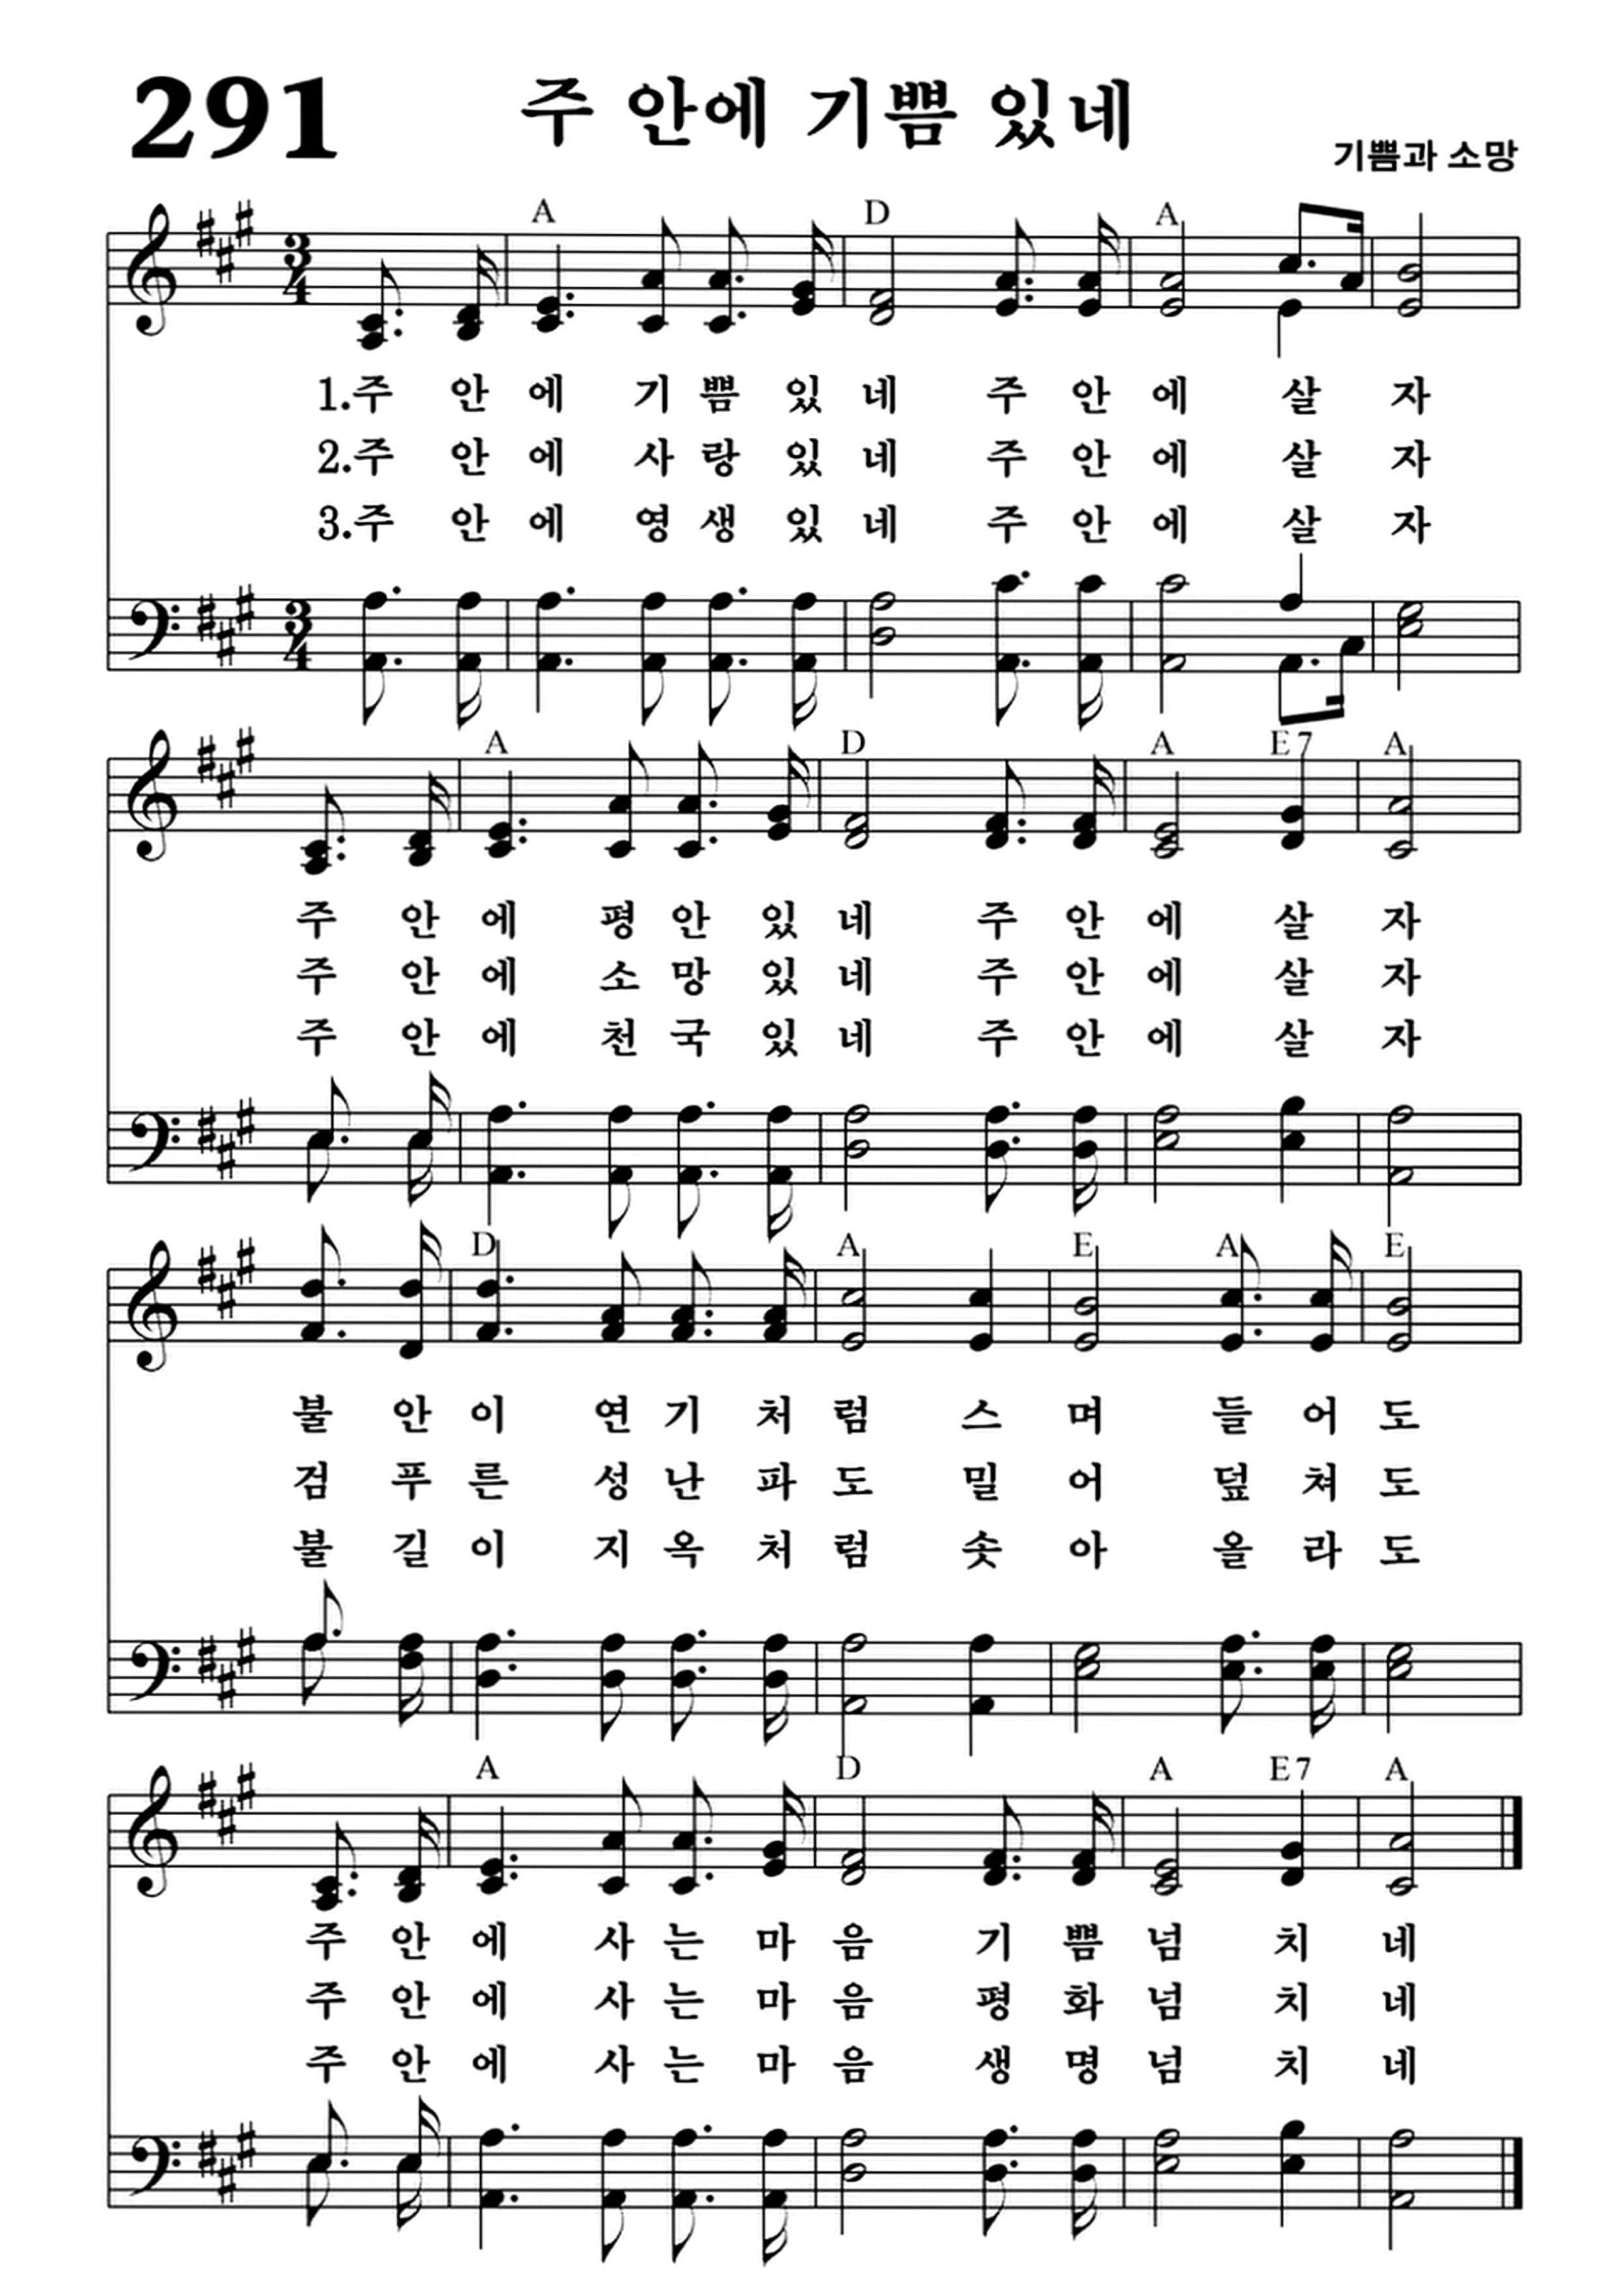 291
주 안에 기쁨 있네
기쁨과 소망
A D A
1.주 안 에 기 쁨 있 네 주 안 에 살 자
2.주 안 에 사 랑 있 네 주 안 에 살 자
3.주 안 에 영 생 있 네 주 안 에 살 자
A D A E7 A
주 안 에 평 안 있 네 주 안 에 살 자
주 안 에 소 망 있 네 주 안 에 살 자
주 안 에 천 국 있 네 주 안 에 살 자
D A E A E
불 안 이 연 기 처 럼 스 며 들 어 도
검 푸 른 성 난 파 도 밀 어 덮 쳐 도
불 길 이 지 옥 처 럼 솟 아 올 라 도
A D A E7 A
주 안 에 사 는 마 음 기 쁨 넘 치 네
주 안 에 사 는 마 음 평 화 넘 치 네
주 안 에 사 는 마 음 생 명 넘 치 네